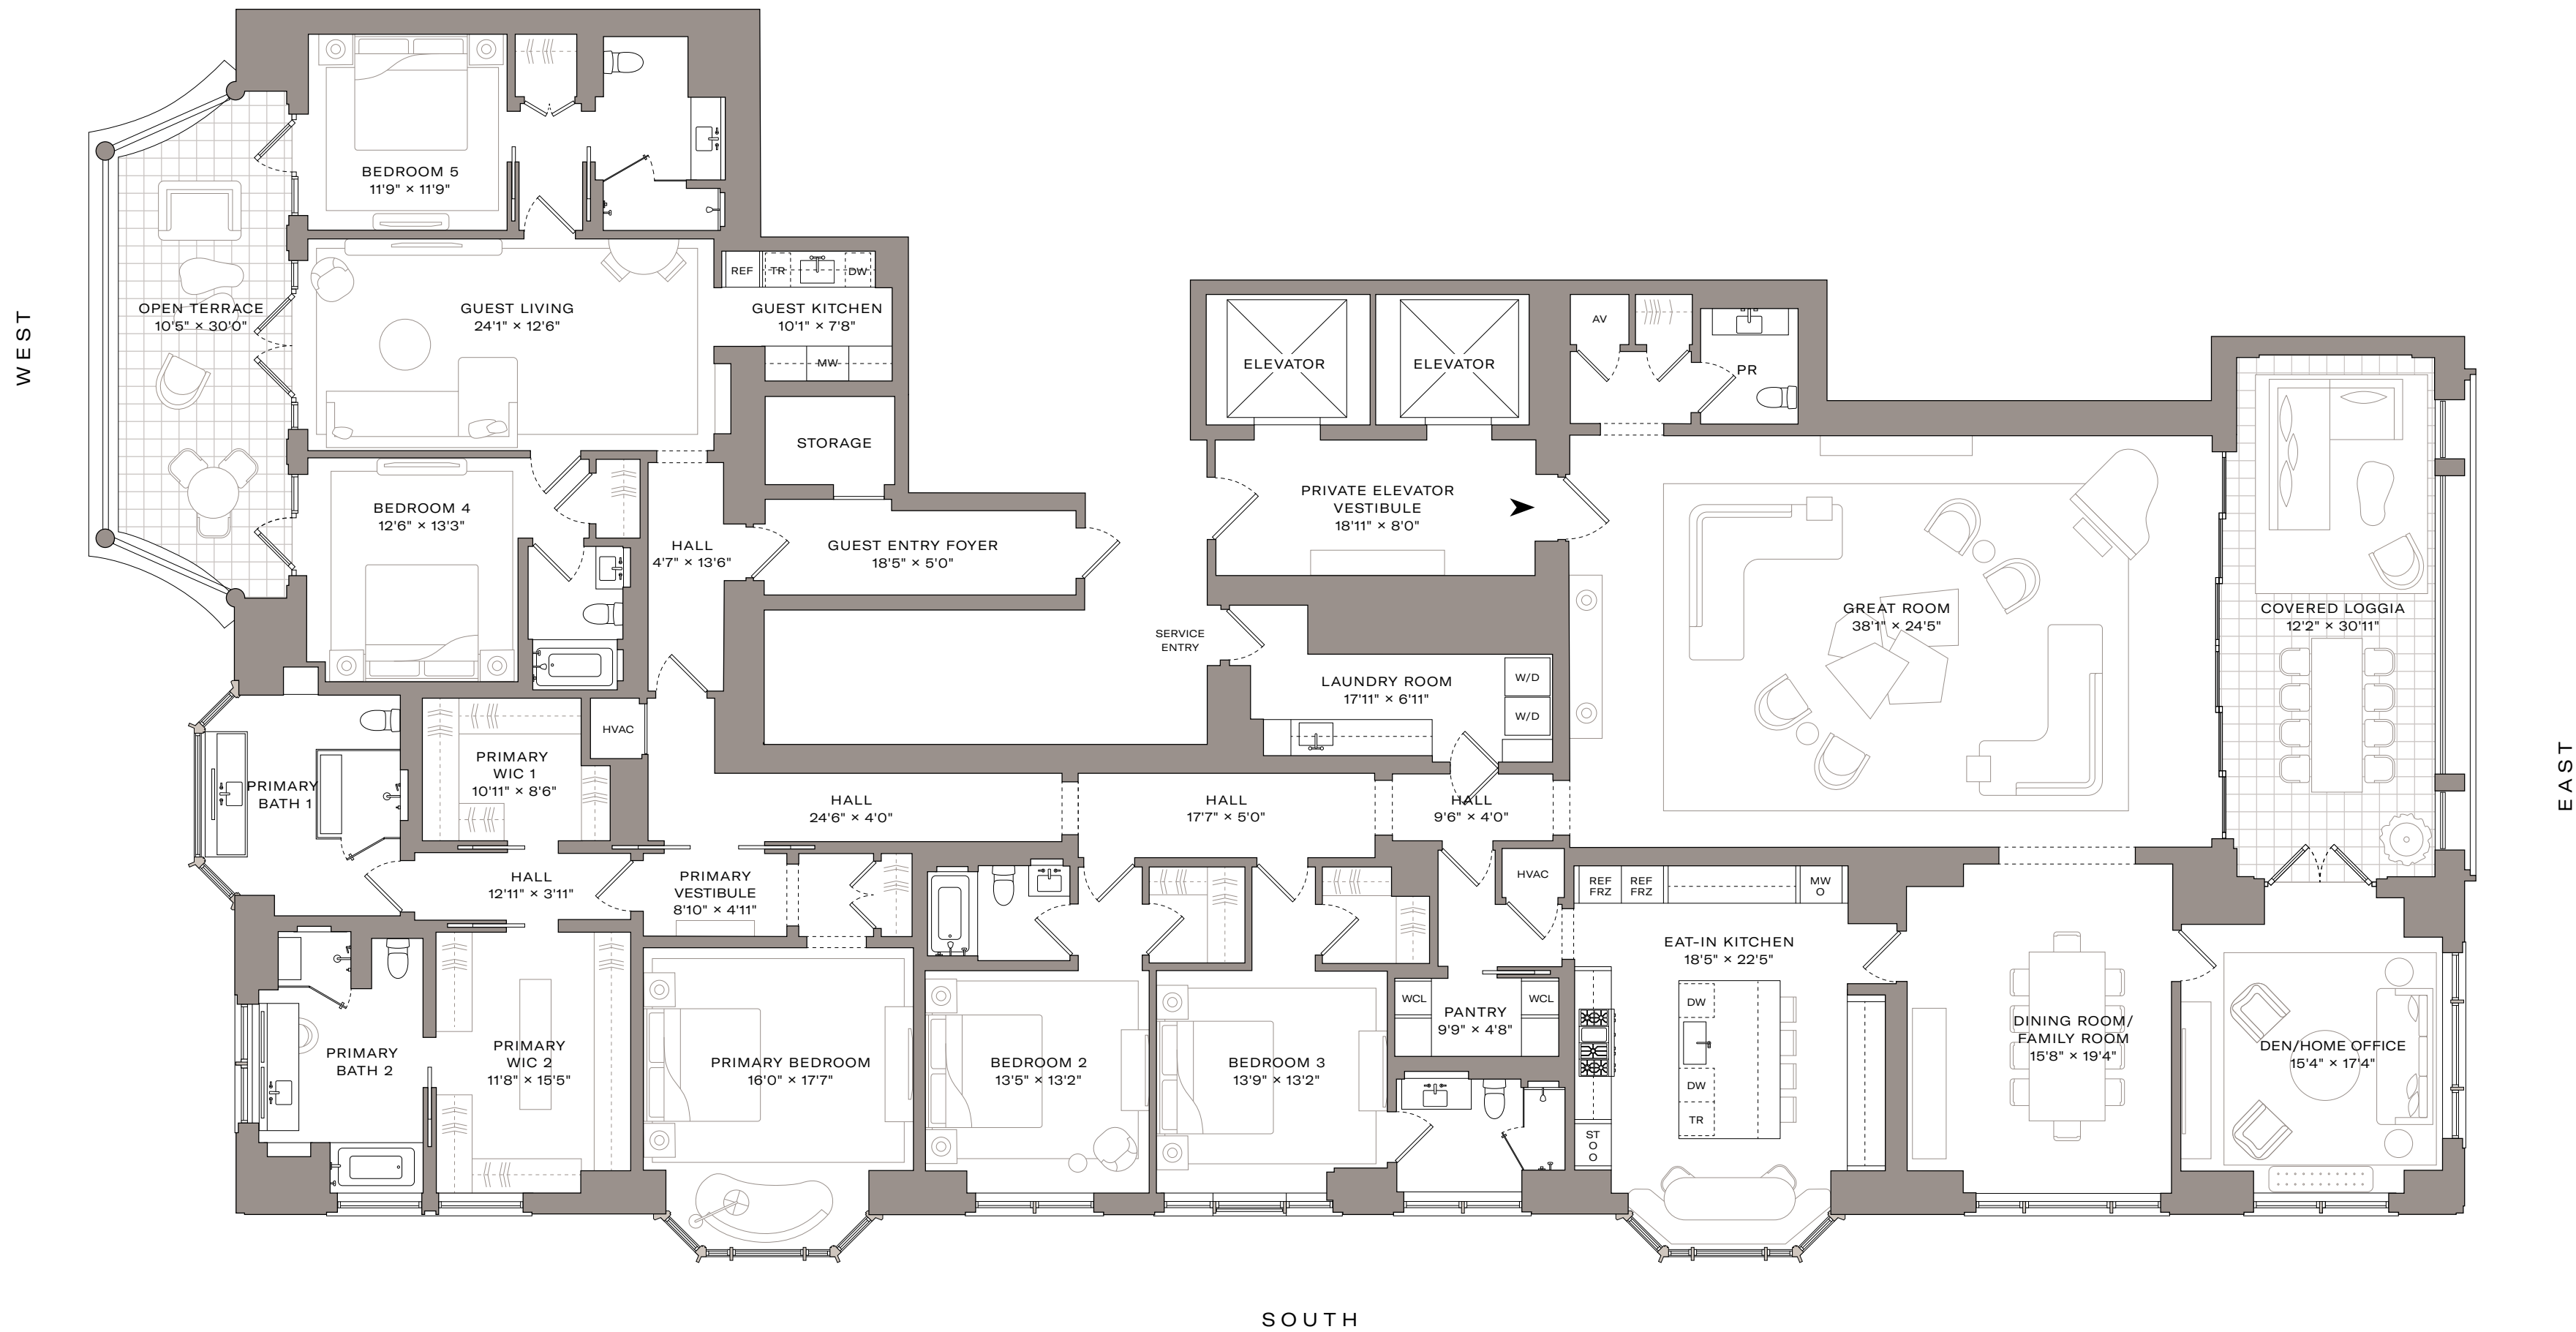 WEST
BEDROOM 5
11'9" × 11'9"
OPEN TERRACE
10'5" × 30'0"
GUEST LIVING
24'1" × 12'6"
REF
TR
DW
GUEST KITCHEN
10'1" × 7'8"
MW
STORAGE
BEDROOM 4
12'6" × 13'3"
HALL
4'7" × 13'6"
GUEST ENTRY FOYER
18'5" × 5'0"
ELEVATOR
ELEVATOR
AV
PR
PRIVATE ELEVATOR
VESTIBULE
18'11" × 8'0"
SERVICE
ENTRY
LAUNDRY ROOM
17'11" × 6'11"
W/D
W/D
GREAT ROOM
38'1" × 24'5"
COVERED LOGGIA
12'2" × 30'11"
EAST
PRIMARY
BATH 1
PRIMARY
WIC 1
10'11" × 8'6"
HVAC
HALL
24'6" × 4'0"
HALL
17'7" × 5'0"
HALL
9'6" × 4'0"
HALL
12'11" × 3'11"
PRIMARY
VESTIBULE
8'10" × 4'11"
HVAC
REF
FRZ
REF
FRZ
MW
O
EAT-IN KITCHEN
18'5" × 22'5"
PRIMARY
BATH 2
PRIMARY
WIC 2
11'8" × 15'5"
PRIMARY BEDROOM
16'0" × 17'7"
BEDROOM 2
13'5" × 13'2"
BEDROOM 3
13'9" × 13'2"
WCL
WCL
PANTRY
9'9" × 4'8"
DW
DW
TR
ST
O
O
DINING ROOM/
FAMILY ROOM
15'8" × 19'4"
DEN/HOME OFFICE
15'4" × 17'4"
SOUTH